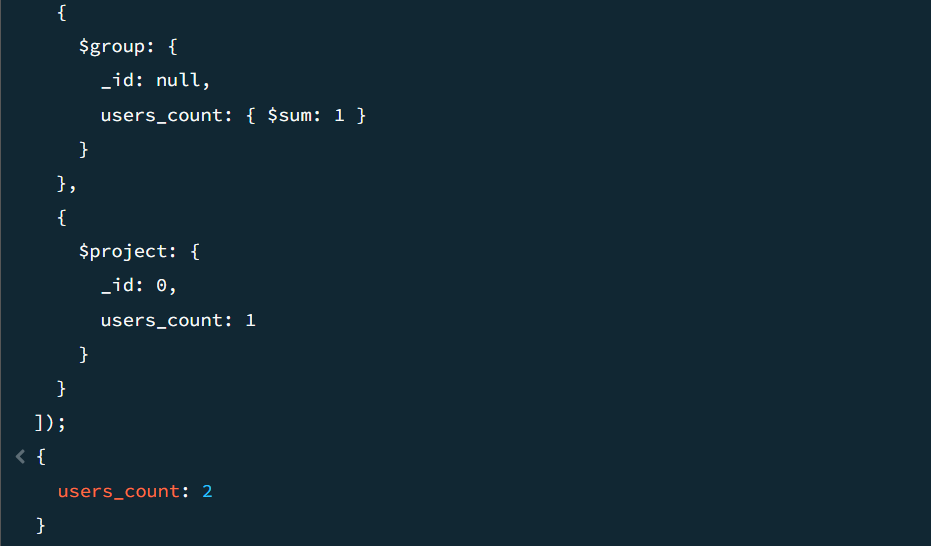 {
$group: {
_id: null,
users_count: { $sum: 1 }
}
},
{
$project: {
_id: 0,
users_count: 1
}
}
]);
{
users_count: 2
}